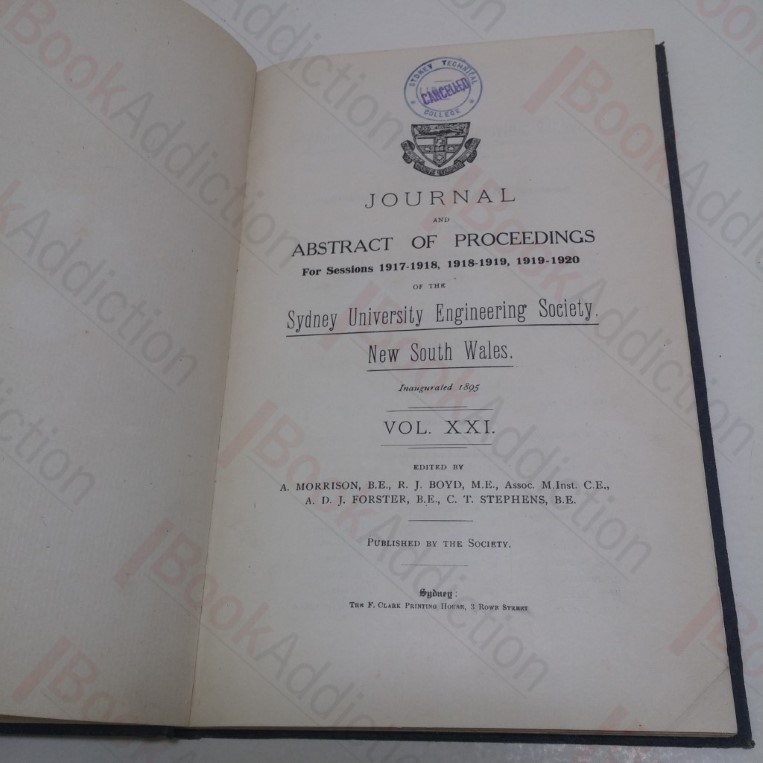 SYDNEY TECHNICAL
CANCELLED
COLLEGE
JOURNAL
AND
ABSTRACT OF PROCEEDINGS
For Sessions 1917-1918, 1918-1919, 1919-1920
OF THE
Sydney University Engineering Society.
New South Wales.
Inaugurated 1895
VOL. XXI.
EDITED BY
A. MORRISON, B.E., R. J. BOYD, M.E., Assoc. M.Inst. C.E.,
A. D. J. FORSTER, B.E., C. T. STEPHENS, B.E.
PUBLISHED BY THE SOCIETY.
Sydney:
THE F. CLARK PRINTING HOUSE, 3 ROWE STREET
BookAddiction